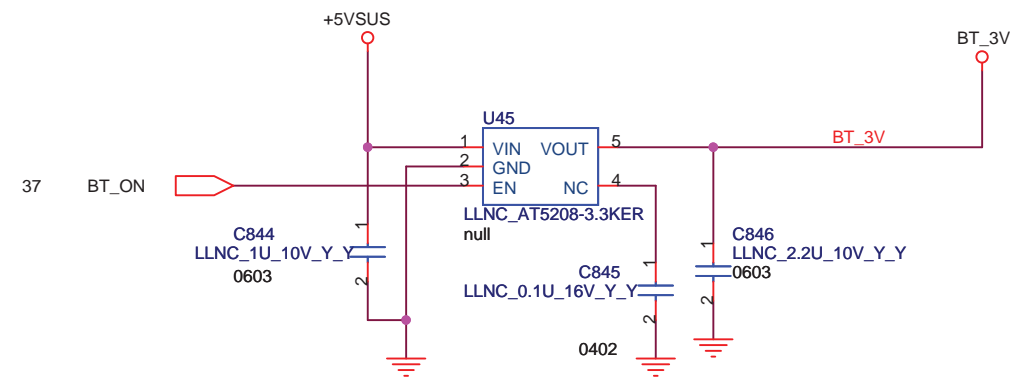 +5VSUS
BT_3V
U45
1 VIN VOUT 5
BT_3V
2 GND
37 BT_ON
3 EN NC 4
LLNC_AT5208-3.3KER
null
1
C844
LLNC_1U_10V_Y_Y
0603
2
1
C846
LLNC_2.2U_10V_Y_Y
0603
2
1
C845
LLNC_0.1U_16V_Y_Y
2
0402